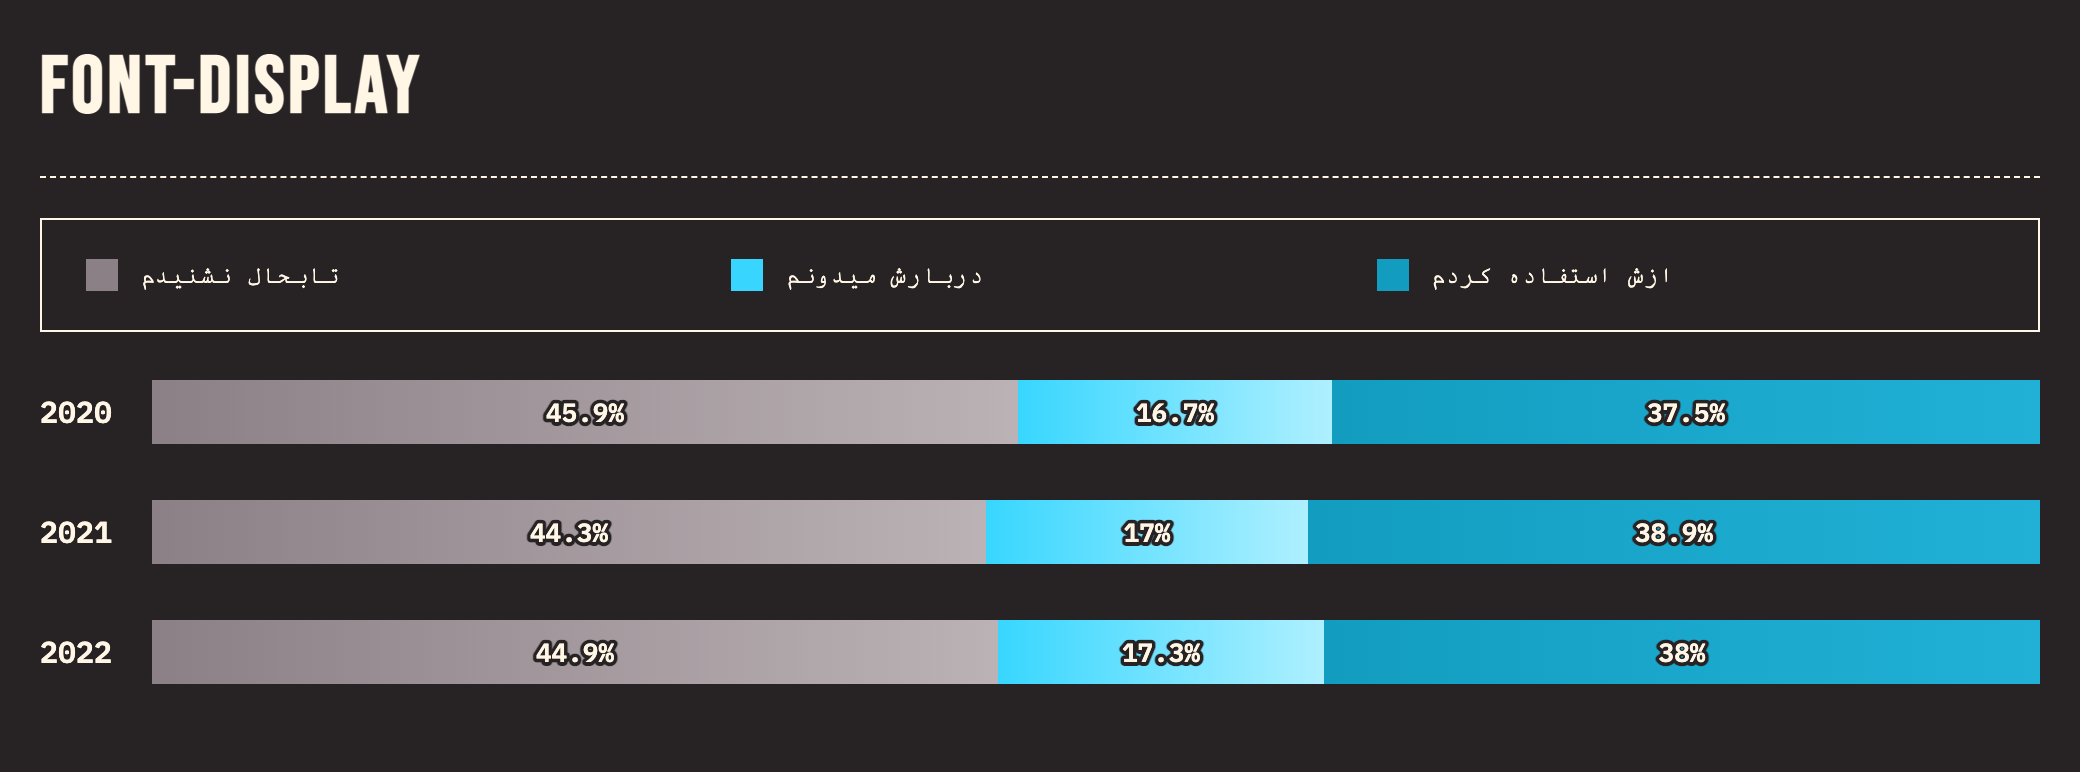 FONT-DISPLAY
تابحال نشنیدم
دربارش میدونم
ازش استفاده کردم
2020 45.9% 16.7% 37.5%
2021 44.3% 17% 38.9%
2022 44.9% 17.3% 38%